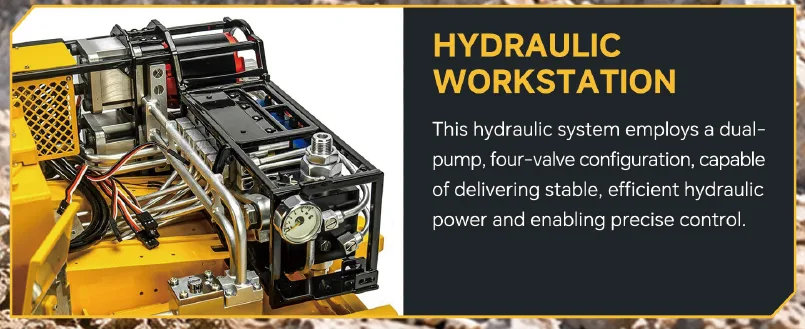 HYDRAULIC
WORKSTATION
This hydraulic system employs a dual-
pump, four-valve configuration, capable
of delivering stable, efficient hydraulic
power and enabling precise control.